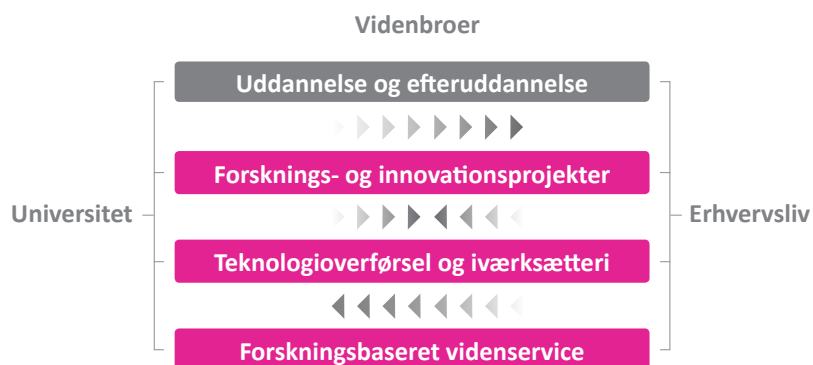 Videnbroer
Uddannelse og efteruddannelse
Forsknings- og innovationsprojekter
Universitet
Erhvervsliv
Teknologioverførsel og iværksætteri
Forskningsbaseret videnservice